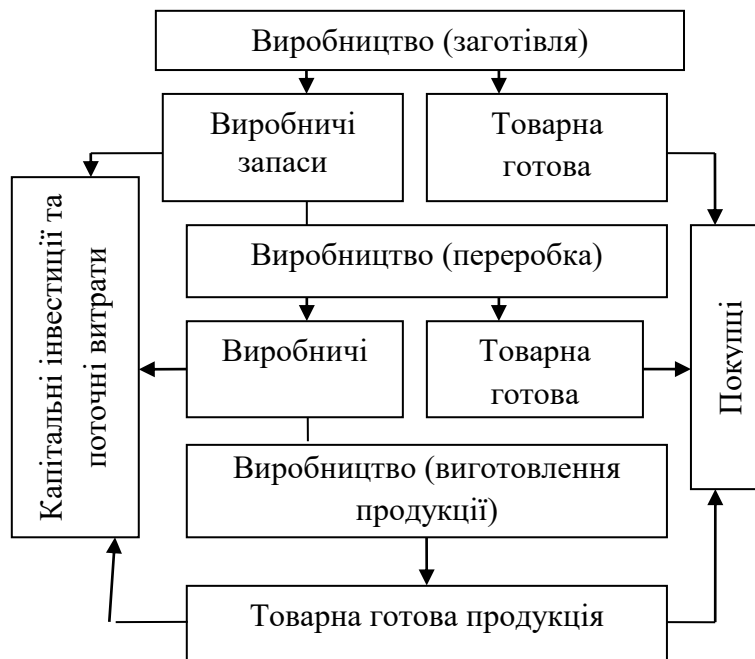 Виробництво (заготівля)
Виробничі
запаси
Товарна
готова
Капітальні інвестиції та
поточні витрати
Виробництво (переробка)
Покупці
Виробничі
Товарна
готова
Виробництво (виготовлення
продукції)
Товарна готова продукція